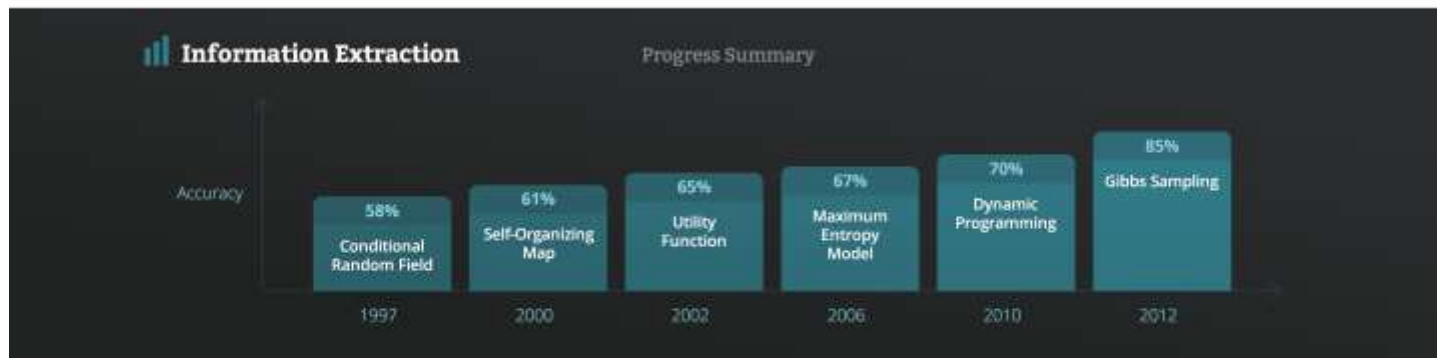 Information Extraction
Progress Summary
Accuracy
58%
Conditional
Random Field
1997
61%
Self-Organizing
Map
2000
65%
Utility
Function
2002
67%
Maximum
Entropy
Model
2006
70%
Dynamic
Programming
2010
85%
Gibbs Sampling
2012